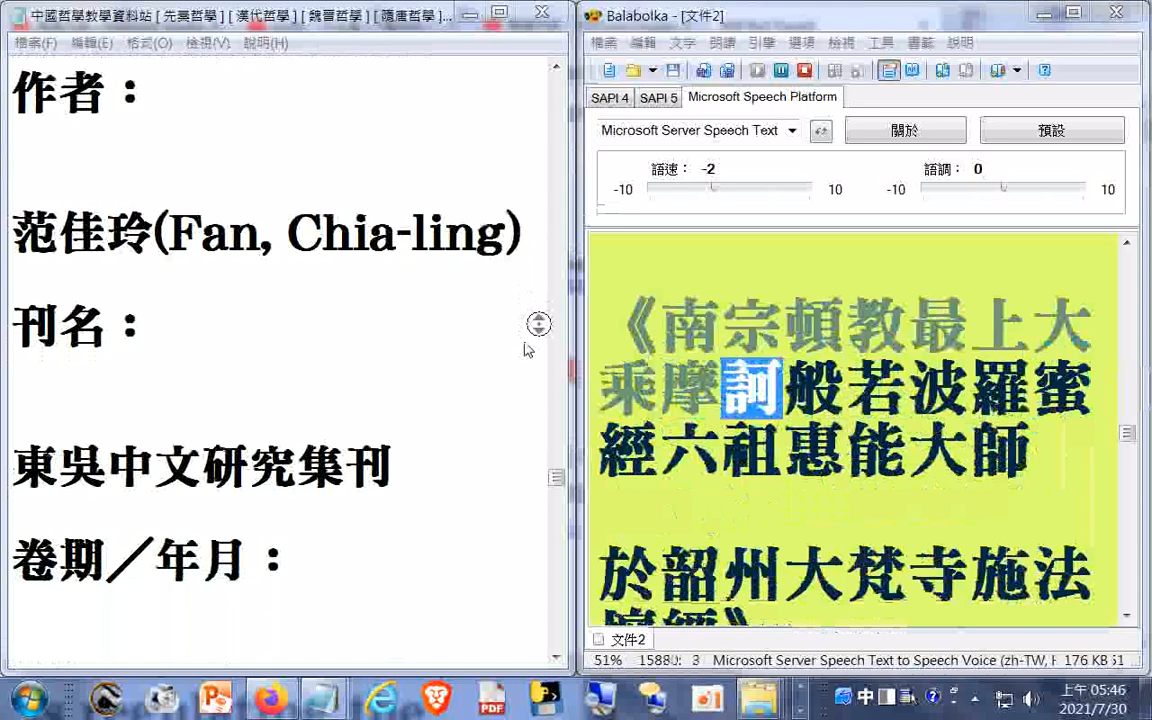 中國哲學教學資料站 [ 先秦哲學 ] [ 漢代哲學 ] [ 魏晉哲學 ] [ 隋唐哲學 ]...
檔案(F) 編輯(E) 格式(O) 檢視(V) 說明(H)
作者：
范佳玲(Fan, Chia-ling)
刊名：
東吳中文研究集刊
卷期／年月：
Balabolka - [文件2]
檔案 編輯 文字 朗讀 引擎 選項 檢視 工具 書籤 說明
SAPI 4 SAPI 5 Microsoft Speech Platform
Microsoft Server Speech Text 關於 預設
語速： -2 語調： 0
-10 10 -10 10
《南宗頓教最上大
乘摩訶般若波羅蜜
經六祖惠能大師
於韶州大梵寺施法
壇經》
文件2
51% 15880: 3 Microsoft Server Speech Text to Speech Voice (zh-TW, 176 KB
中
上午 05:46
2021/7/30